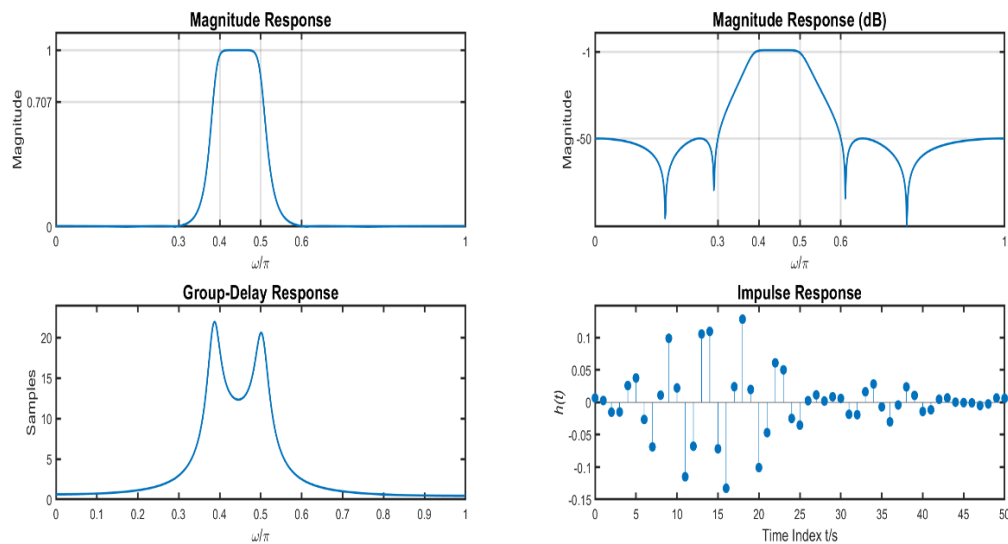 Magnitude Response
Magnitude
1
0.707
0
0 0.3 0.4 0.5 0.6 1
ω/π
Magnitude Response (dB)
Magnitude
-1
-50
0 0.3 0.4 0.5 0.6 1
ω/π
Group-Delay Response
Samples
20
15
10
5
0
0 0.1 0.2 0.3 0.4 0.5 0.6 0.7 0.8 0.9 1
ω/π
Impulse Response
h(t)
0.1
0.05
0
-0.05
-0.1
-0.15
0 5 10 15 20 25 30 35 40 45 50
Time Index t/s